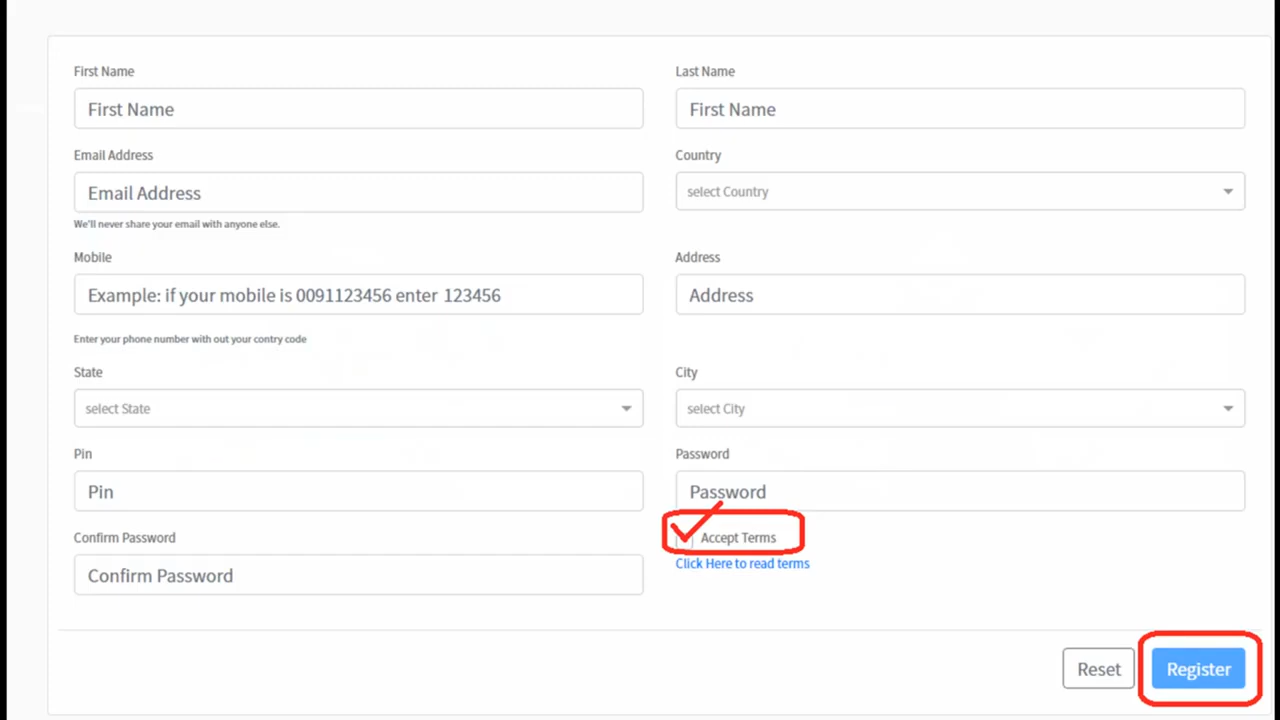 First Name
Last Name
First Name
First Name
Email Address
Country
Email Address
select Country
We'll never share your email with anyone else.
Mobile
Address
Example: if your mobile is 0091123456 enter 123456
Address
Enter your phone number with out your contry code
State
City
select State
select City
Pin
Password
Pin
Password
Confirm Password
Accept Terms
Confirm Password
Click Here to read terms
Reset
Register